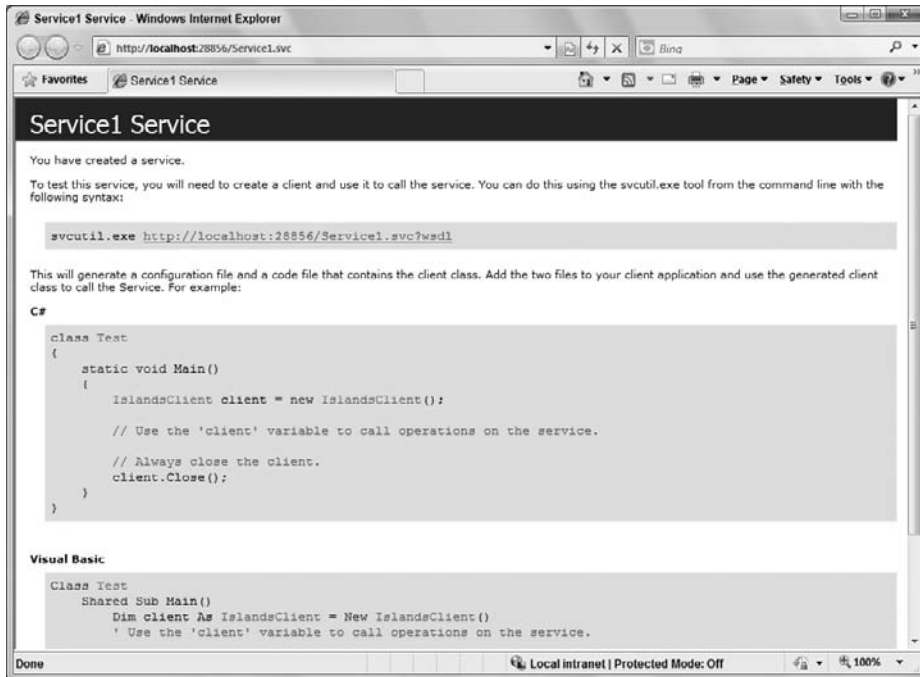 Service1 Service - Windows Internet Explorer
http://localhost:28856/Service1.svc
Bing
Favorites
Service1 Service
Page
Safety
Tools
Service1 Service
You have created a service.
To test this service, you will need to create a client and use it to call the service. You can do this using the svcutil.exe tool from the command line with the
following syntax:
svcutil.exe http://localhost:28856/Service1.svc?wsdl
This will generate a configuration file and a code file that contains the client class. Add the two files to your client application and use the generated client
class to call the Service. For example:
C#
class Test
{
static void Main()
{
IslandsClient client = new IslandsClient();
// Use the 'client' variable to call operations on the service.
// Always close the client.
client.Close();
}
}
Visual Basic
Class Test
Shared Sub Main()
Dim client As IslandsClient = New IslandsClient()
' Use the 'client' variable to call operations on the service.
Done
Local intranet | Protected Mode: Off
100%